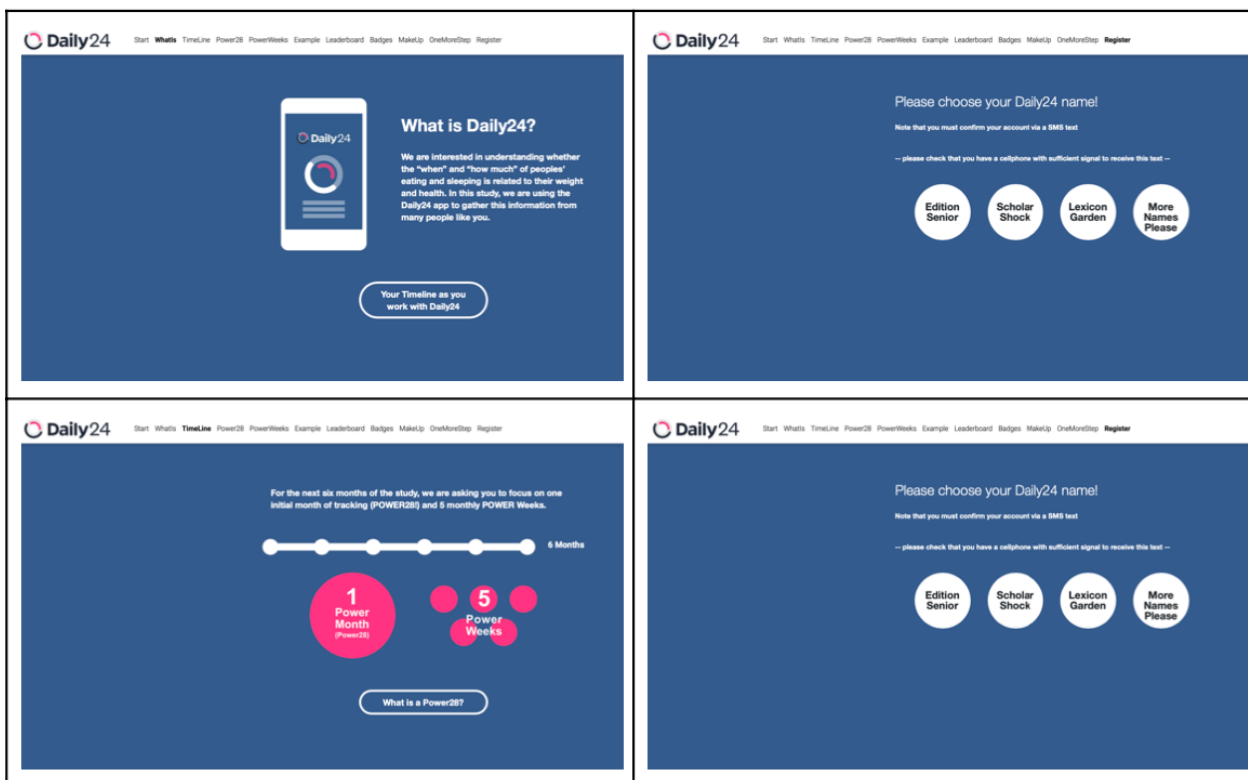 Daily24 Start WhatIs TimeLine Power28 PowerWeeks Example Leaderboard Badges MakeUp OneMoreStep Register
Daily24
What is Daily24?
We are interested in understanding whether
the “when” and “how much” of peoples’
eating and sleeping is related to their weight
and health. In this study, we are using the
Daily24 app to gather this information from
many people like you.
Your Timeline as you
work with Daily24
Daily24 Start WhatIs TimeLine Power28 PowerWeeks Example Leaderboard Badges MakeUp OneMoreStep Register
Please choose your Daily24 name!
Note that you must confirm your account via a SMS text
-- please check that you have a cellphone with sufficient signal to receive this text --
Edition
Senior
Scholar
Shock
Lexicon
Garden
More
Names
Please
Daily24 Start WhatIs TimeLine Power28 PowerWeeks Example Leaderboard Badges MakeUp OneMoreStep Register
For the next six months of the study, we are asking you to focus on one
initial month of tracking (POWER28!) and 5 monthly POWER Weeks.
6 Months
1
Power
Month
(Power28)
5
Power
Weeks
What is a Power28?
Daily24 Start WhatIs TimeLine Power28 PowerWeeks Example Leaderboard Badges MakeUp OneMoreStep Register
Please choose your Daily24 name!
Note that you must confirm your account via a SMS text
-- please check that you have a cellphone with sufficient signal to receive this text --
Edition
Senior
Scholar
Shock
Lexicon
Garden
More
Names
Please